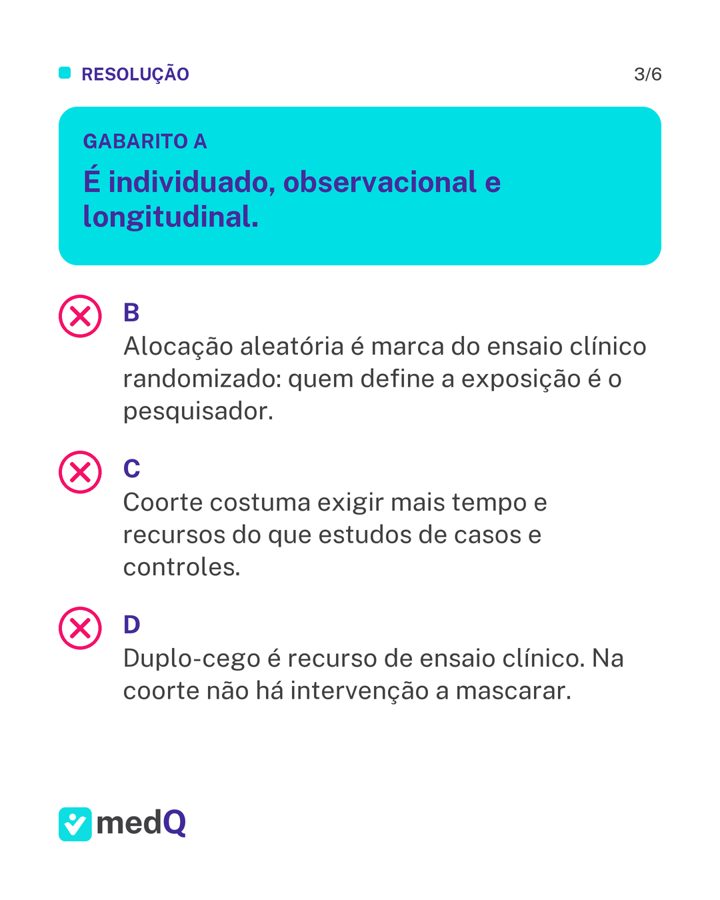 RESOLUÇÃO
3/6
GABARITO A
É individuado, observacional e
longitudinal.
B
Alocação aleatória é marca do ensaio clínico
randomizado: quem define a exposição é o
pesquisador.
C
Coorte costuma exigir mais tempo e
recursos do que estudos de casos e
controles.
D
Duplo-cego é recurso de ensaio clínico. Na
coorte não há intervenção a mascarar.
medQ